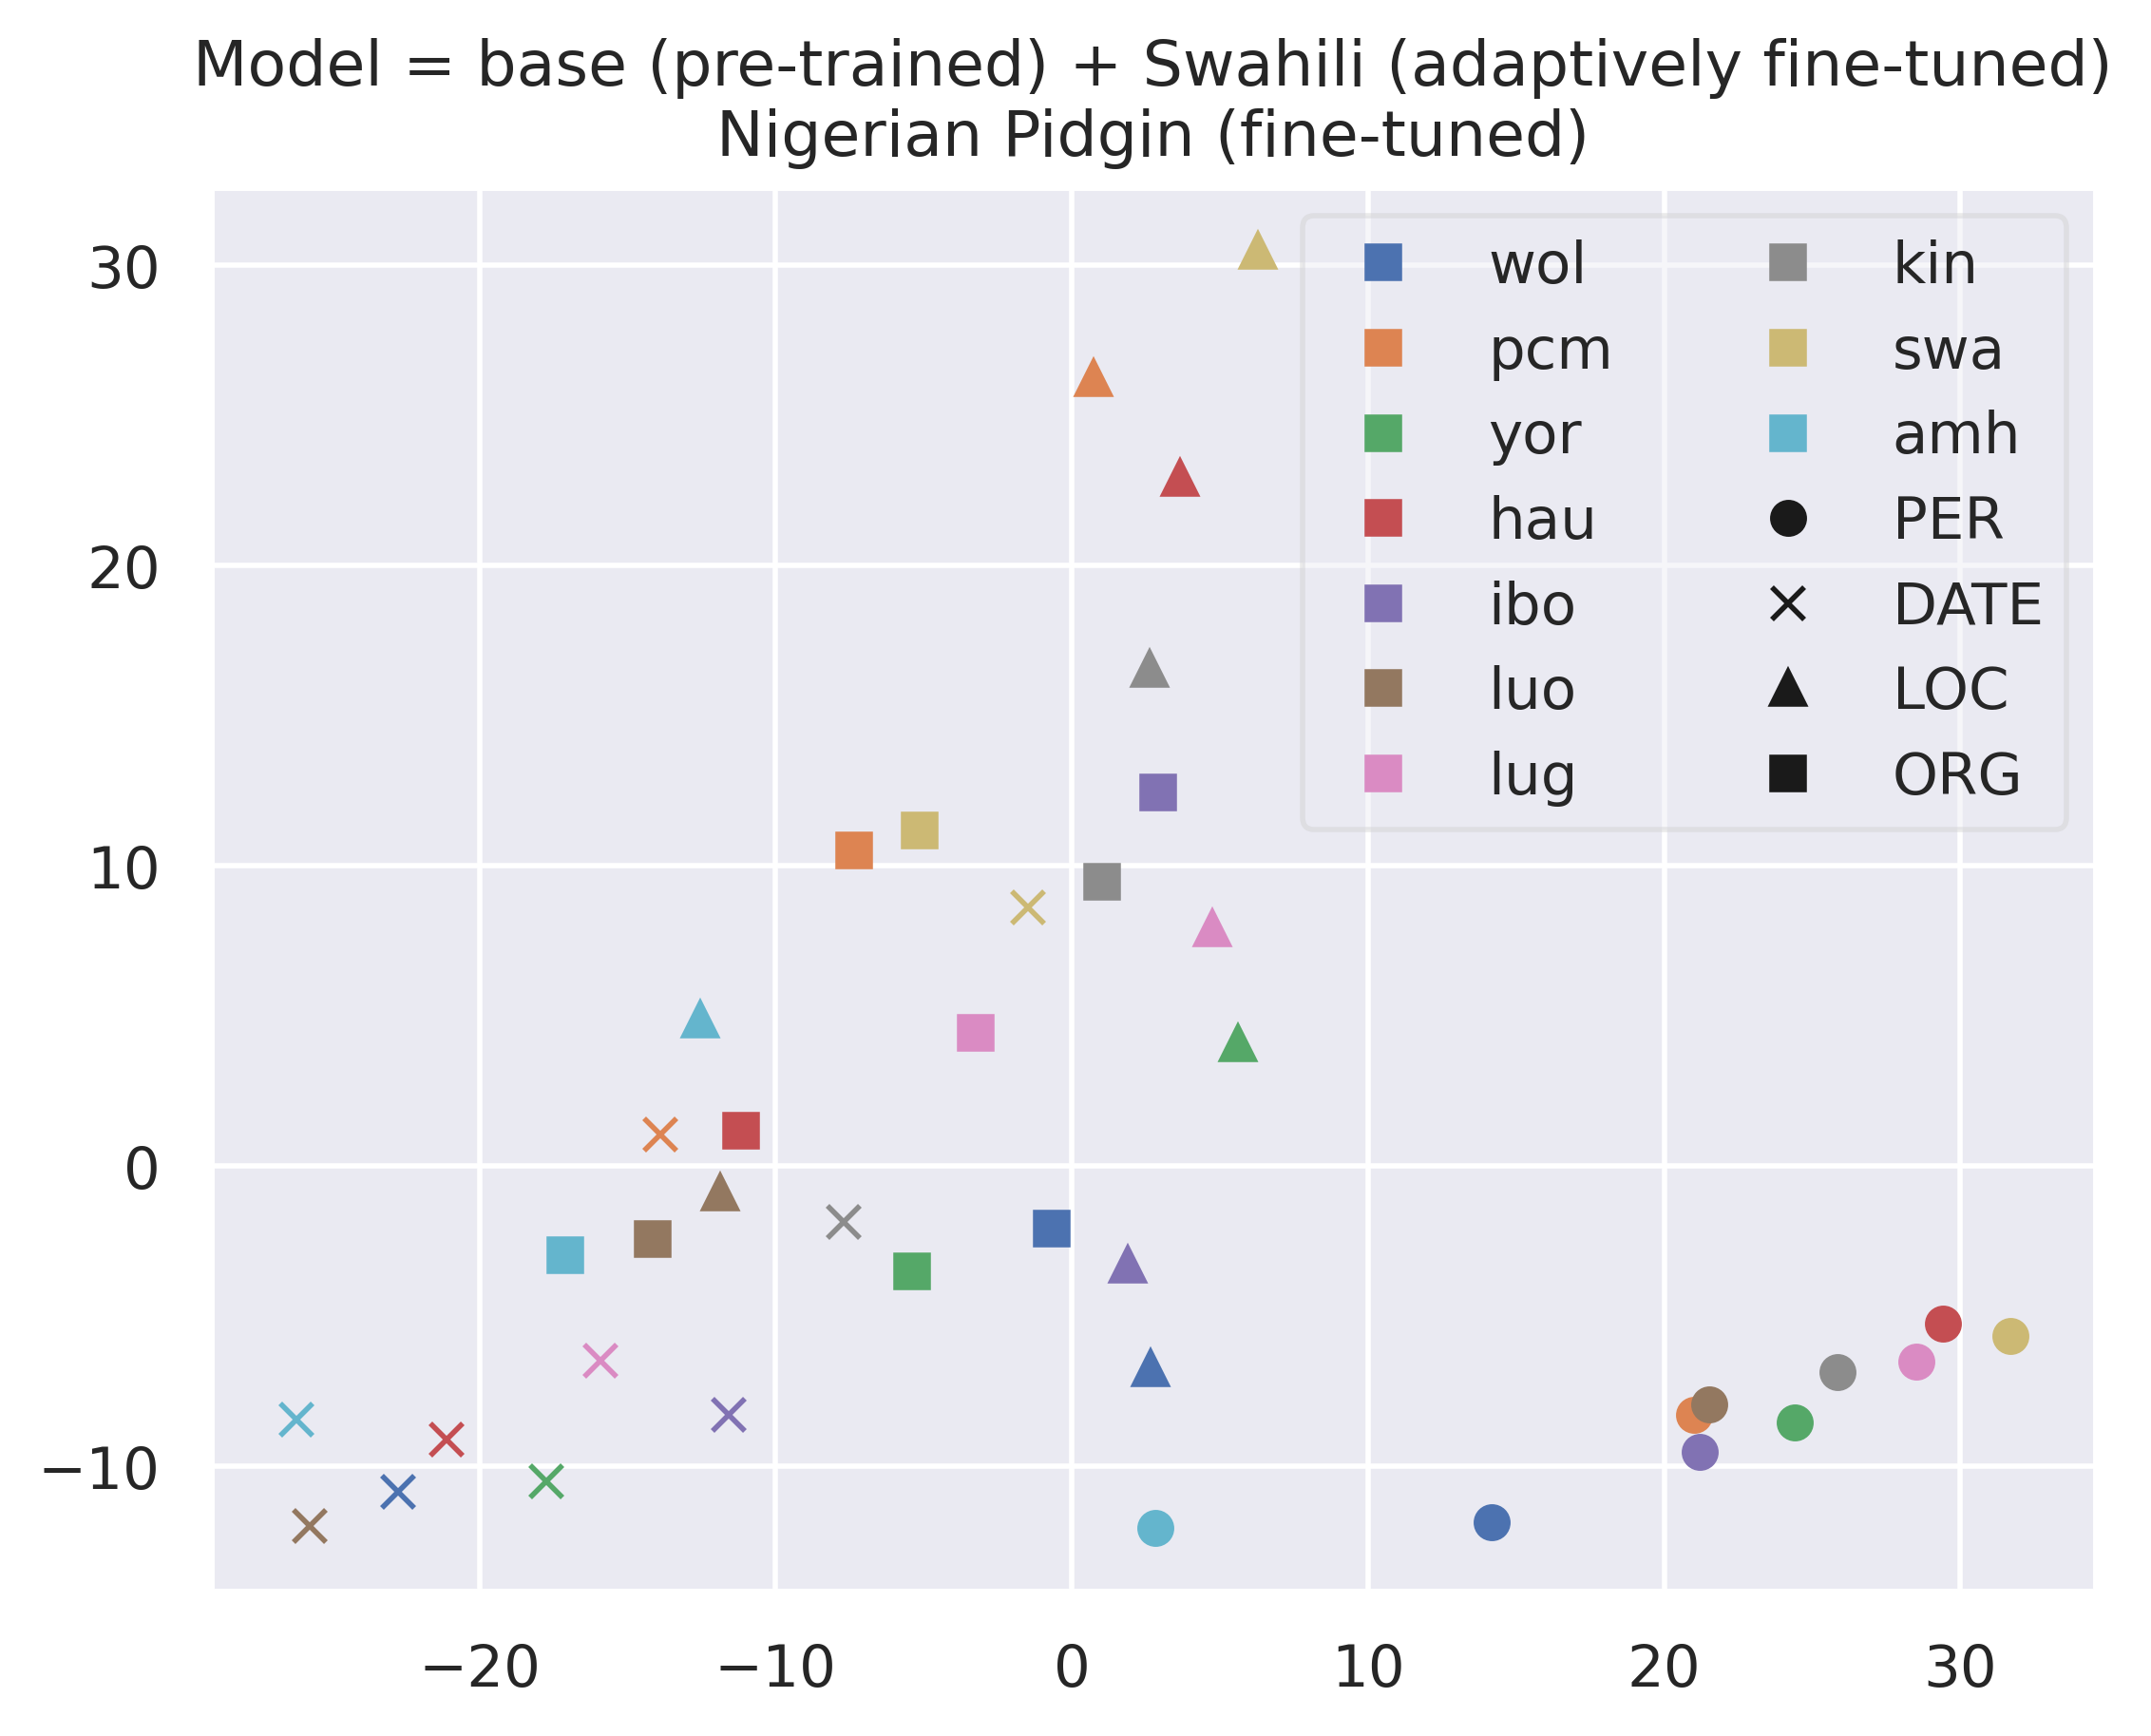 Model = base (pre-trained) + Swahili (adaptively fine-tuned)
Nigerian Pidgin (fine-tuned)
30
20
10
0
−10
−20
−10
0
10
20
30
wol
pcm
yor
hau
ibo
luo
lug
kin
swa
amh
PER
DATE
LOC
ORG